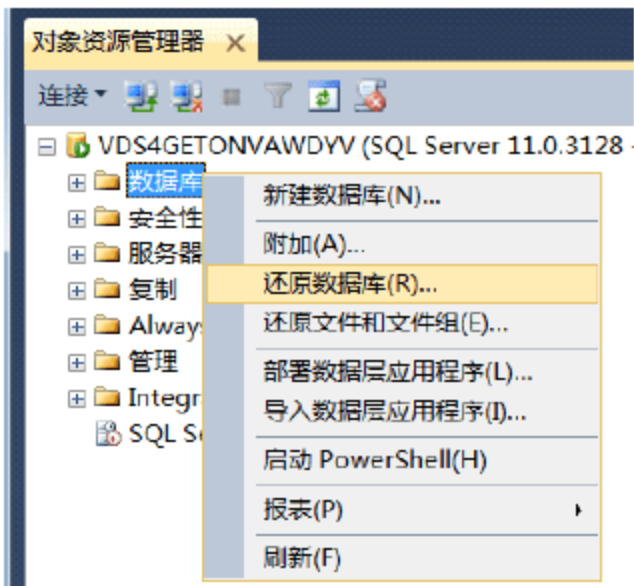 对象资源管理器
连接
VDS4GETONVAWDYV (SQL Server 11.0.3128 -
数据库
安全性
服务器
复制
Always
管理
Integr
SQL Se
新建数据库(N)...
附加(A)...
还原数据库(R)...
还原文件和文件组(E)...
部署数据层应用程序(L)...
导入数据层应用程序(I)...
启动 PowerShell(H)
报表(P)
刷新(F)